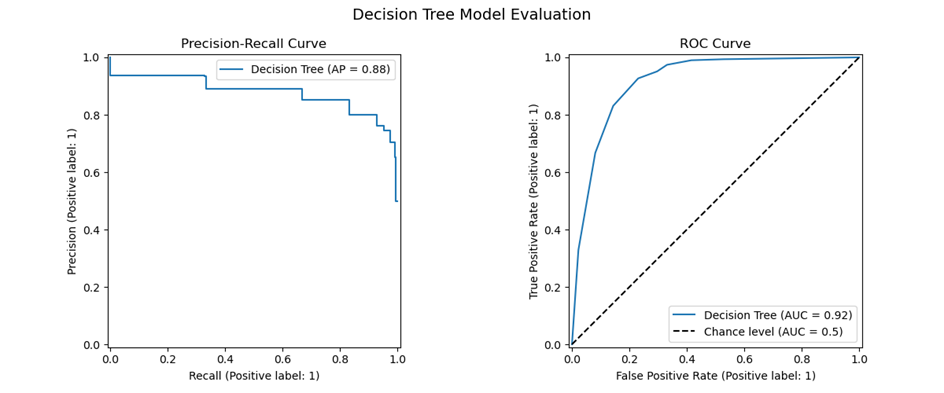 Decision Tree Model Evaluation
Precision-Recall Curve
Precision (Positive label: 1)
1.0
0.8
0.6
0.4
0.2
0.0
Decision Tree (AP = 0.88)
0.0 0.2 0.4 0.6 0.8 1.0
Recall (Positive label: 1)
ROC Curve
True Positive Rate (Positive label: 1)
1.0
0.8
0.6
0.4
0.2
0.0
Decision Tree (AUC = 0.92)
Chance level (AUC = 0.5)
0.0 0.2 0.4 0.6 0.8 1.0
False Positive Rate (Positive label: 1)